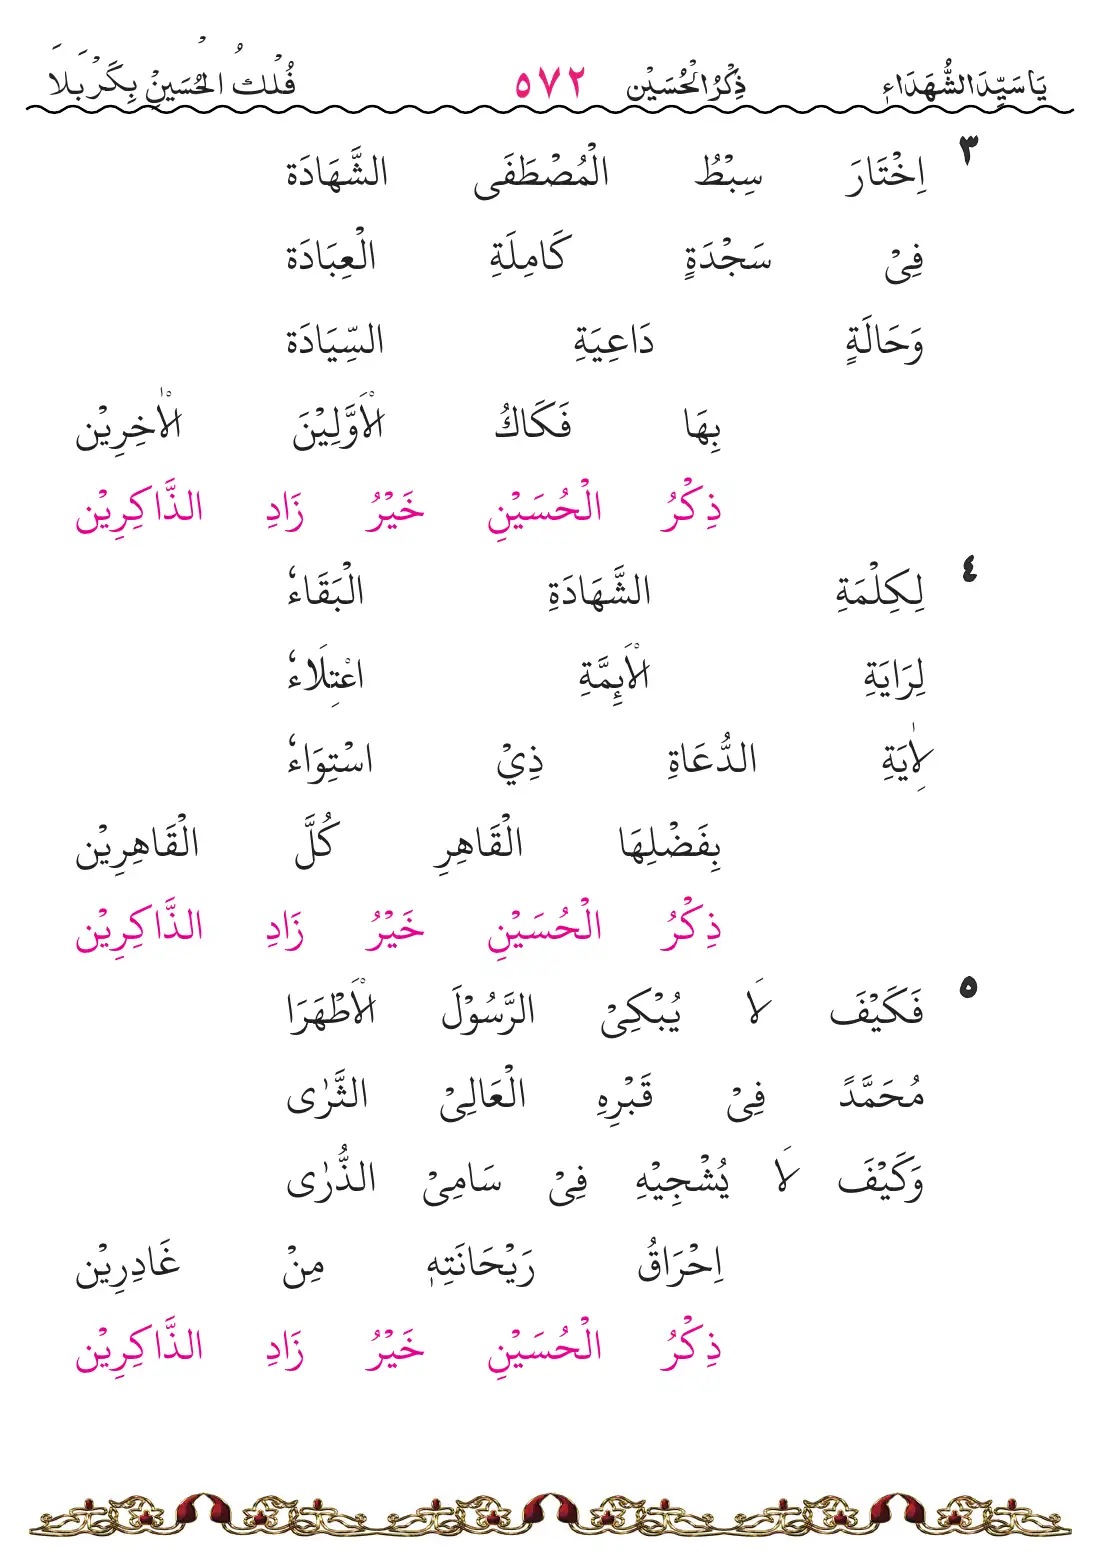 يَا سَيِّدَ الشُّهَدَاءِ ذِكْرُ الْحُسَيْن ٥٧٢ فُلْكُ الْحُسَيْنِ بِكَرْبَلَا
٣
اِخْتَارَ سِبْطُ الْمُصْطَفَى الشَّهَادَة
فِيْ سَجْدَةٍ كَامِلَةِ الْعِبَادَة
وَحَالَةٍ دَاعِيَةِ السِّيَادَة
بِهَا فَكَاكُ الْأَوَّلِيْنَ الْاٰخِرِيْن
ذِكْرُ الْحُسَيْنِ خَيْرُ زَادِ الذَّاكِرِيْن
٤
لِكِلْمَةِ الشَّهَادَةِ الْبَقَاءُ
لِرَايَةِ الْأَئِمَّةِ اعْتِلَاءُ
لِاٰيَةِ الدُّعَاةِ ذِيْ اسْتِوَاءُ
بِفَضْلِهَا الْقَاهِرِ كُلَّ الْقَاهِرِيْن
ذِكْرُ الْحُسَيْنِ خَيْرُ زَادِ الذَّاكِرِيْن
٥
فَكَيْفَ لَا يُبْكِيْ الرَّسُوْلَ الْأَطْهَرَا
مُحَمَّدً فِيْ قَبْرِهِ الْعَالِيْ الثَّرٰى
وَكَيْفَ لَا يُشْجِيْهِ فِيْ سَامِيْ الذُّرٰى
اِحْرَاقُ رَيْحَانَتِهٖ مِنْ غَادِرِيْن
ذِكْرُ الْحُسَيْنِ خَيْرُ زَادِ الذَّاكِرِيْن